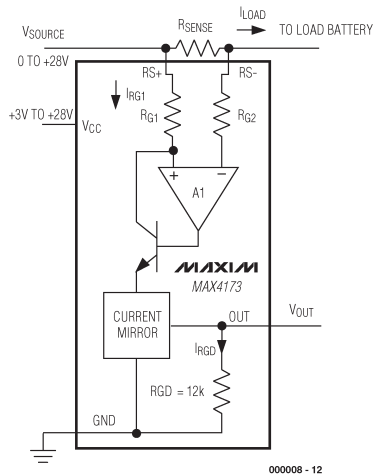 RSENSE
ILOAD
VSOURCE
TO LOAD BATTERY
0 TO +28V
RS+
RS-
IRG1
+3V TO +28V
RG1
RG2
VCC
+
−
A1
MAXIM
MAX4173
CURRENT
MIRROR
OUT
VOUT
IRGD
RGD = 12k
GND
000008 - 12